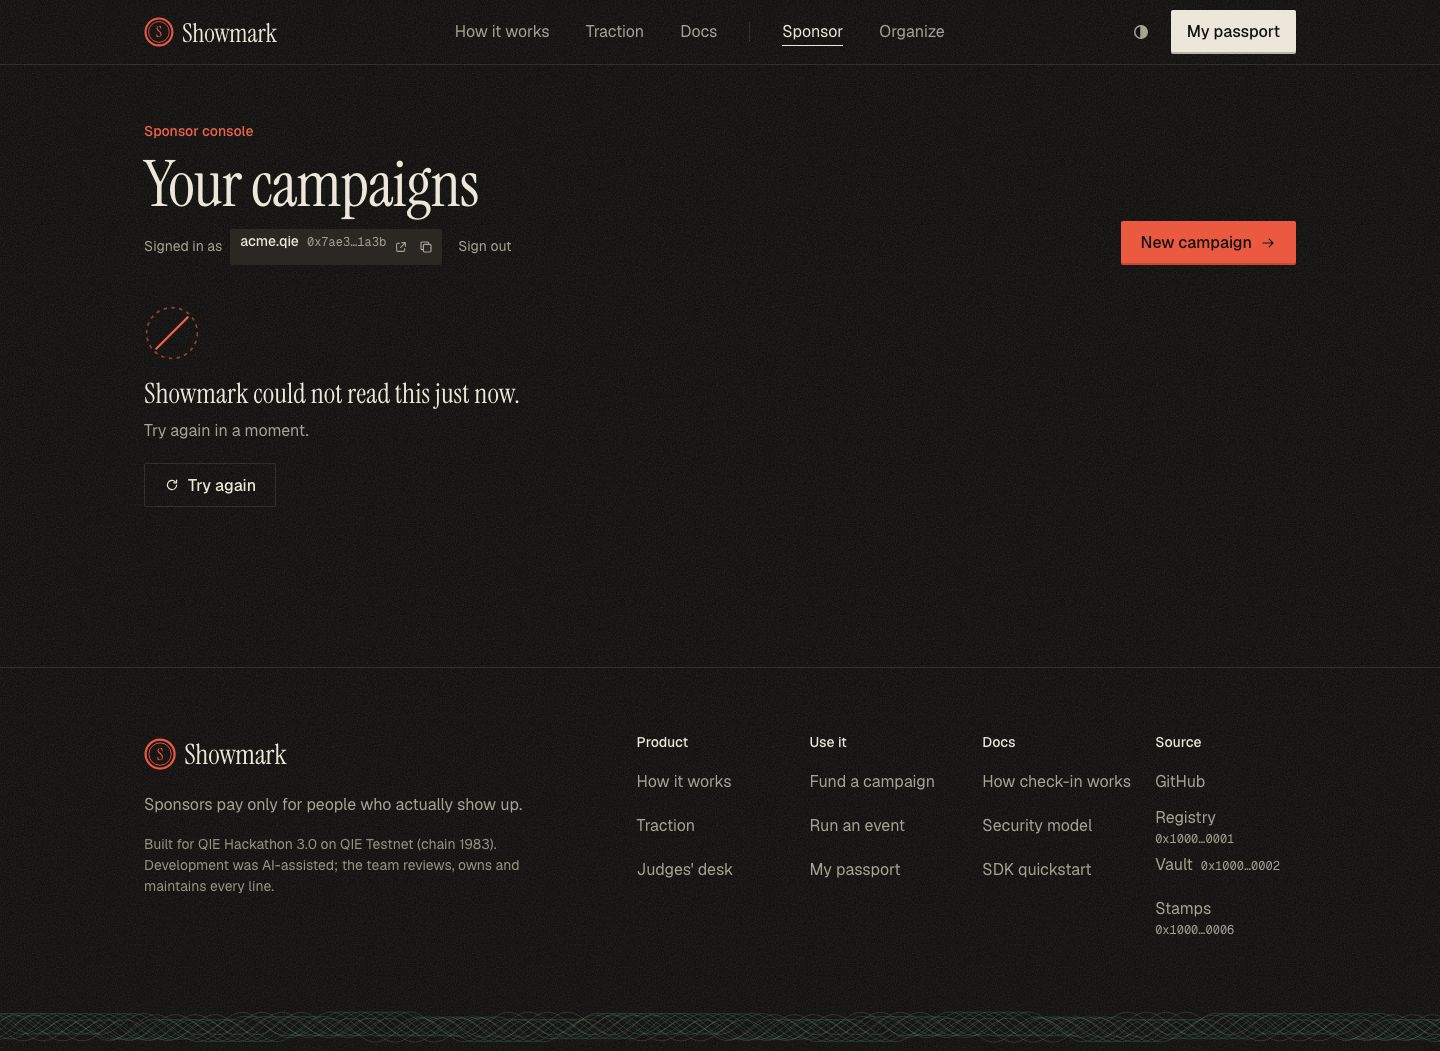 S Showmark
How it works Traction Docs Sponsor Organize
My passport
Sponsor console
Your campaigns
Signed in as acme.qie 0x7ae3…1a3b Sign out
New campaign →
Showmark could not read this just now.
Try again in a moment.
Try again
S Showmark
Sponsors pay only for people who actually show up.
Built for QIE Hackathon 3.0 on QIE Testnet (chain 1983).
Development was AI-assisted; the team reviews, owns and
maintains every line.
Product
How it works
Traction
Judges' desk
Use it
Fund a campaign
Run an event
My passport
Docs
How check-in works
Security model
SDK quickstart
Source
GitHub
Registry
0x1000…0001
Vault 0x1000…0002
Stamps
0x1000…0006